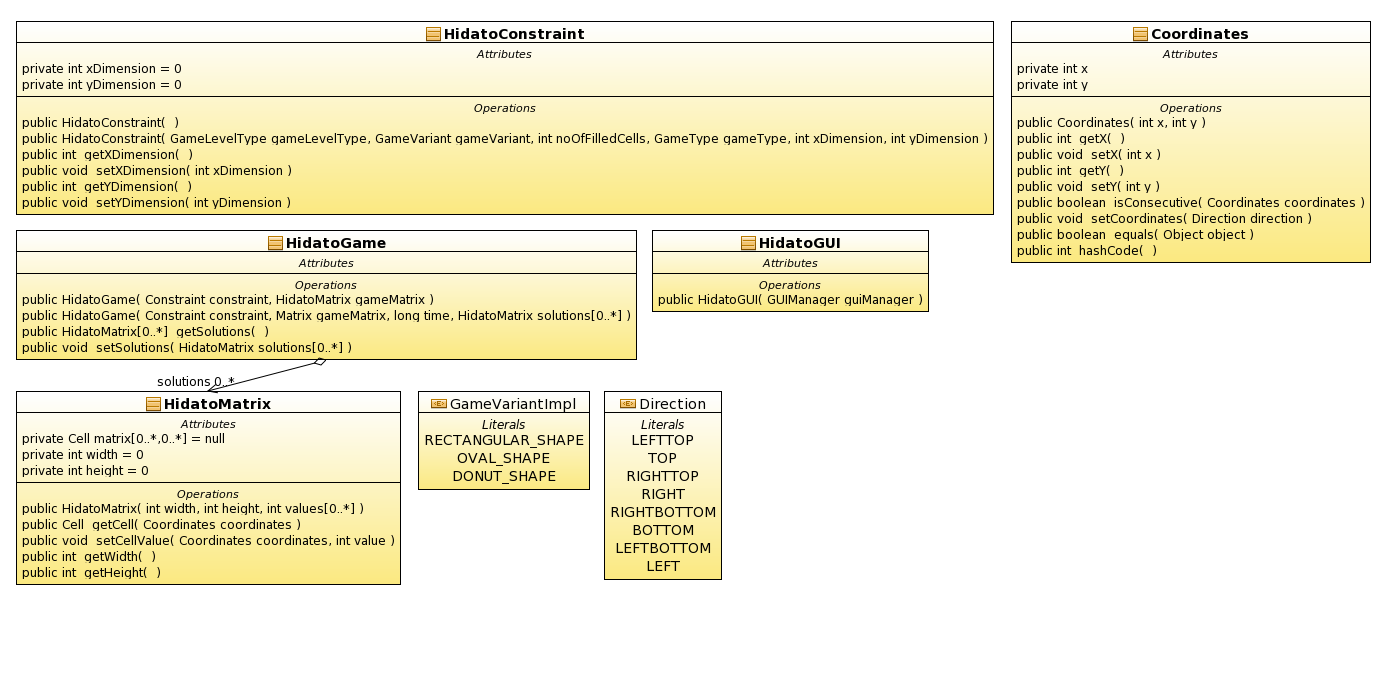 HidatoConstraint
Attributes
private int xDimension = 0
private int yDimension = 0
Operations
public HidatoConstraint(  )
public HidatoConstraint( GameLevelType gameLevelType, GameVariant gameVariant, int noOfFilledCells, GameType gameType, int xDimension, int yDimension )
public int  getXDimension(  )
public void  setXDimension( int xDimension )
public int  getYDimension(  )
public void  setYDimension( int yDimension )
Coordinates
Attributes
private int x
private int y
Operations
public Coordinates( int x, int y )
public int  getX(  )
public void  setX( int x )
public int  getY(  )
public void  setY( int y )
public boolean  isConsecutive( Coordinates coordinates )
public void  setCoordinates( Direction direction )
public boolean  equals( Object object )
public int  hashCode(  )
HidatoGame
Attributes
Operations
public HidatoGame( Constraint constraint, HidatoMatrix gameMatrix )
public HidatoGame( Constraint constraint, Matrix gameMatrix, long time, HidatoMatrix solutions[0..*] )
public HidatoMatrix[0..*]  getSolutions(  )
public void  setSolutions( HidatoMatrix solutions[0..*] )
HidatoGUI
Attributes
Operations
public HidatoGUI( GUIManager guiManager )
solutions 0..*
HidatoMatrix
Attributes
private Cell matrix[0..*,0..*] = null
private int width = 0
private int height = 0
Operations
public HidatoMatrix( int width, int height, int values[0..*] )
public Cell  getCell( Coordinates coordinates )
public void  setCellValue( Coordinates coordinates, int value )
public int  getWidth(  )
public int  getHeight(  )
<E> GameVariantImpl
Literals
RECTANGULAR_SHAPE
OVAL_SHAPE
DONUT_SHAPE
<E> Direction
Literals
LEFTTOP
TOP
RIGHTTOP
RIGHT
RIGHTBOTTOM
BOTTOM
LEFTBOTTOM
LEFT